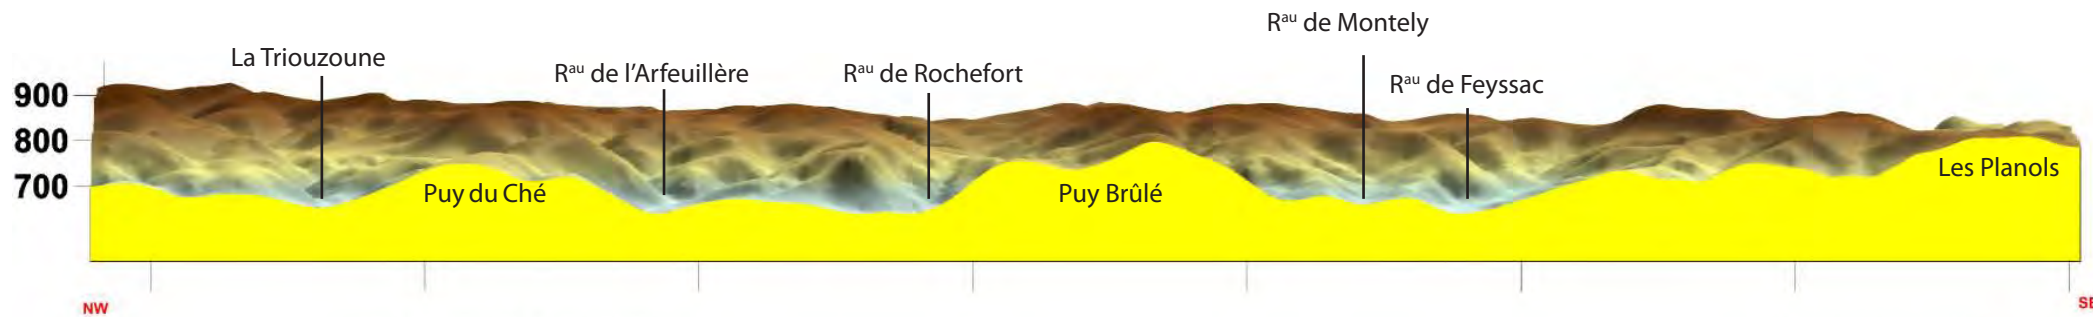 Rau de Montely
La Triouzoune
Rau de l'Arfeuillère
Rau de Rochefort
Rau de Feyssac
900
800
700
Puy du Ché
Puy Brûlé
Les Planols
NW
SE